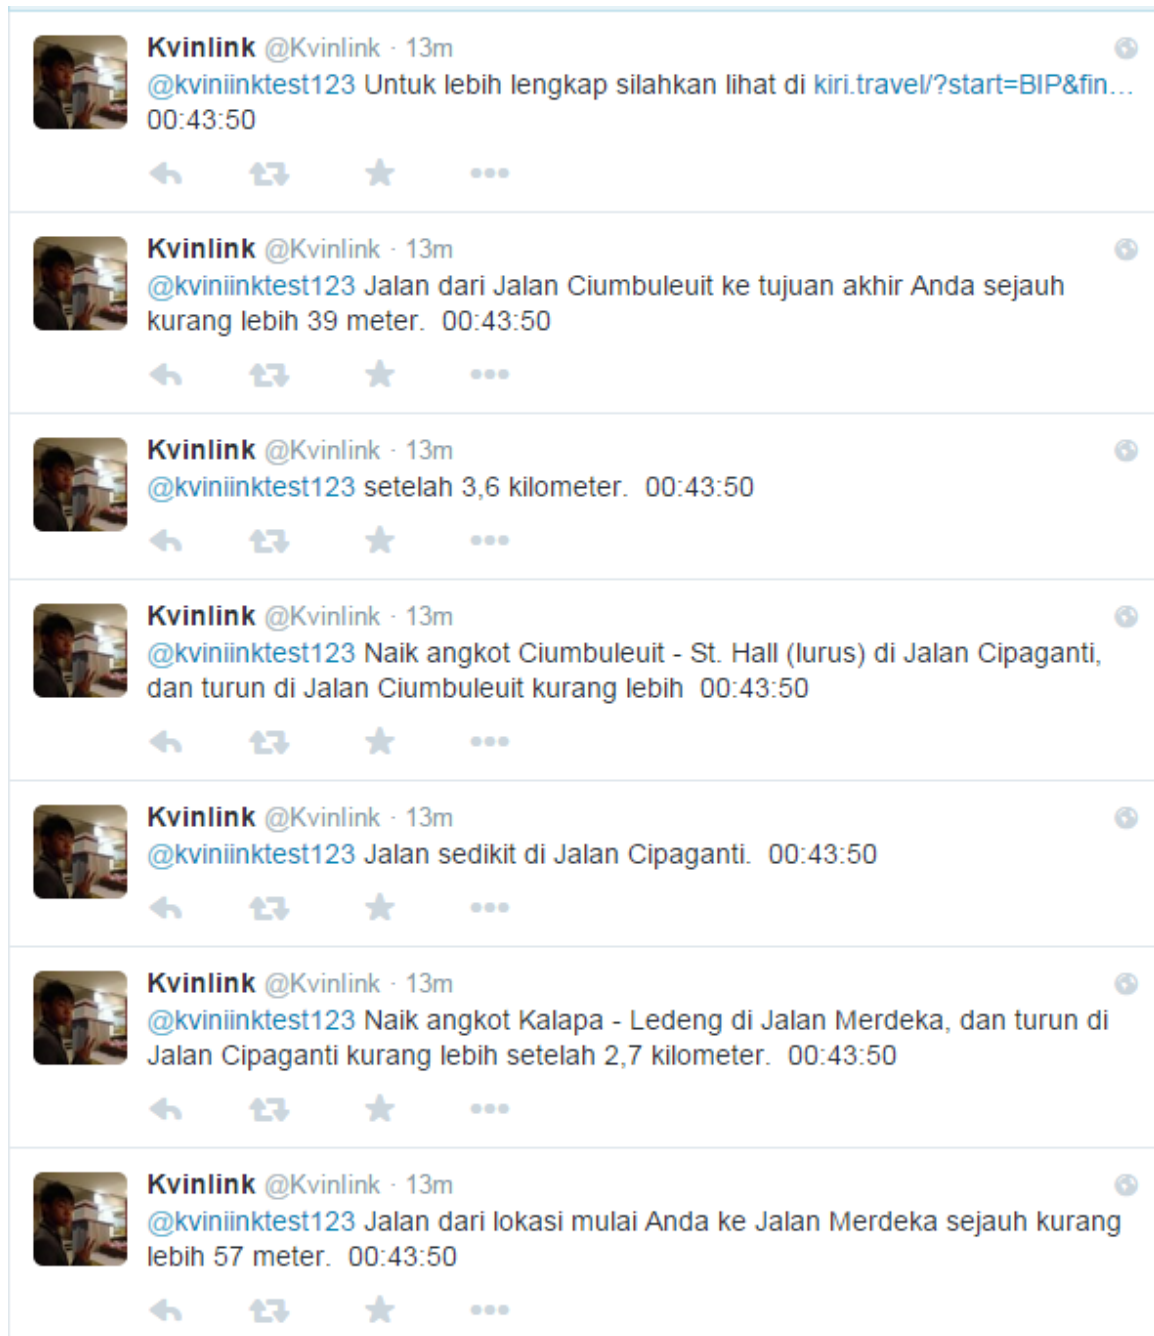 Kvinlink @Kvinlink · 13m
@kviniinktest123 Untuk lebih lengkap silahkan lihat di kiri.travel/?start=BIP&fin...
00:43:50
Kvinlink @Kvinlink · 13m
@kviniinktest123 Jalan dari Jalan Ciumbuleuit ke tujuan akhir Anda sejauh
kurang lebih 39 meter.  00:43:50
Kvinlink @Kvinlink · 13m
@kviniinktest123 setelah 3,6 kilometer.  00:43:50
Kvinlink @Kvinlink · 13m
@kviniinktest123 Naik angkot Ciumbuleuit - St. Hall (lurus) di Jalan Cipaganti,
dan turun di Jalan Ciumbuleuit kurang lebih  00:43:50
Kvinlink @Kvinlink · 13m
@kviniinktest123 Jalan sedikit di Jalan Cipaganti.  00:43:50
Kvinlink @Kvinlink · 13m
@kviniinktest123 Naik angkot Kalapa - Ledeng di Jalan Merdeka, dan turun di
Jalan Cipaganti kurang lebih setelah 2,7 kilometer.  00:43:50
Kvinlink @Kvinlink · 13m
@kviniinktest123 Jalan dari lokasi mulai Anda ke Jalan Merdeka sejauh kurang
lebih 57 meter.  00:43:50